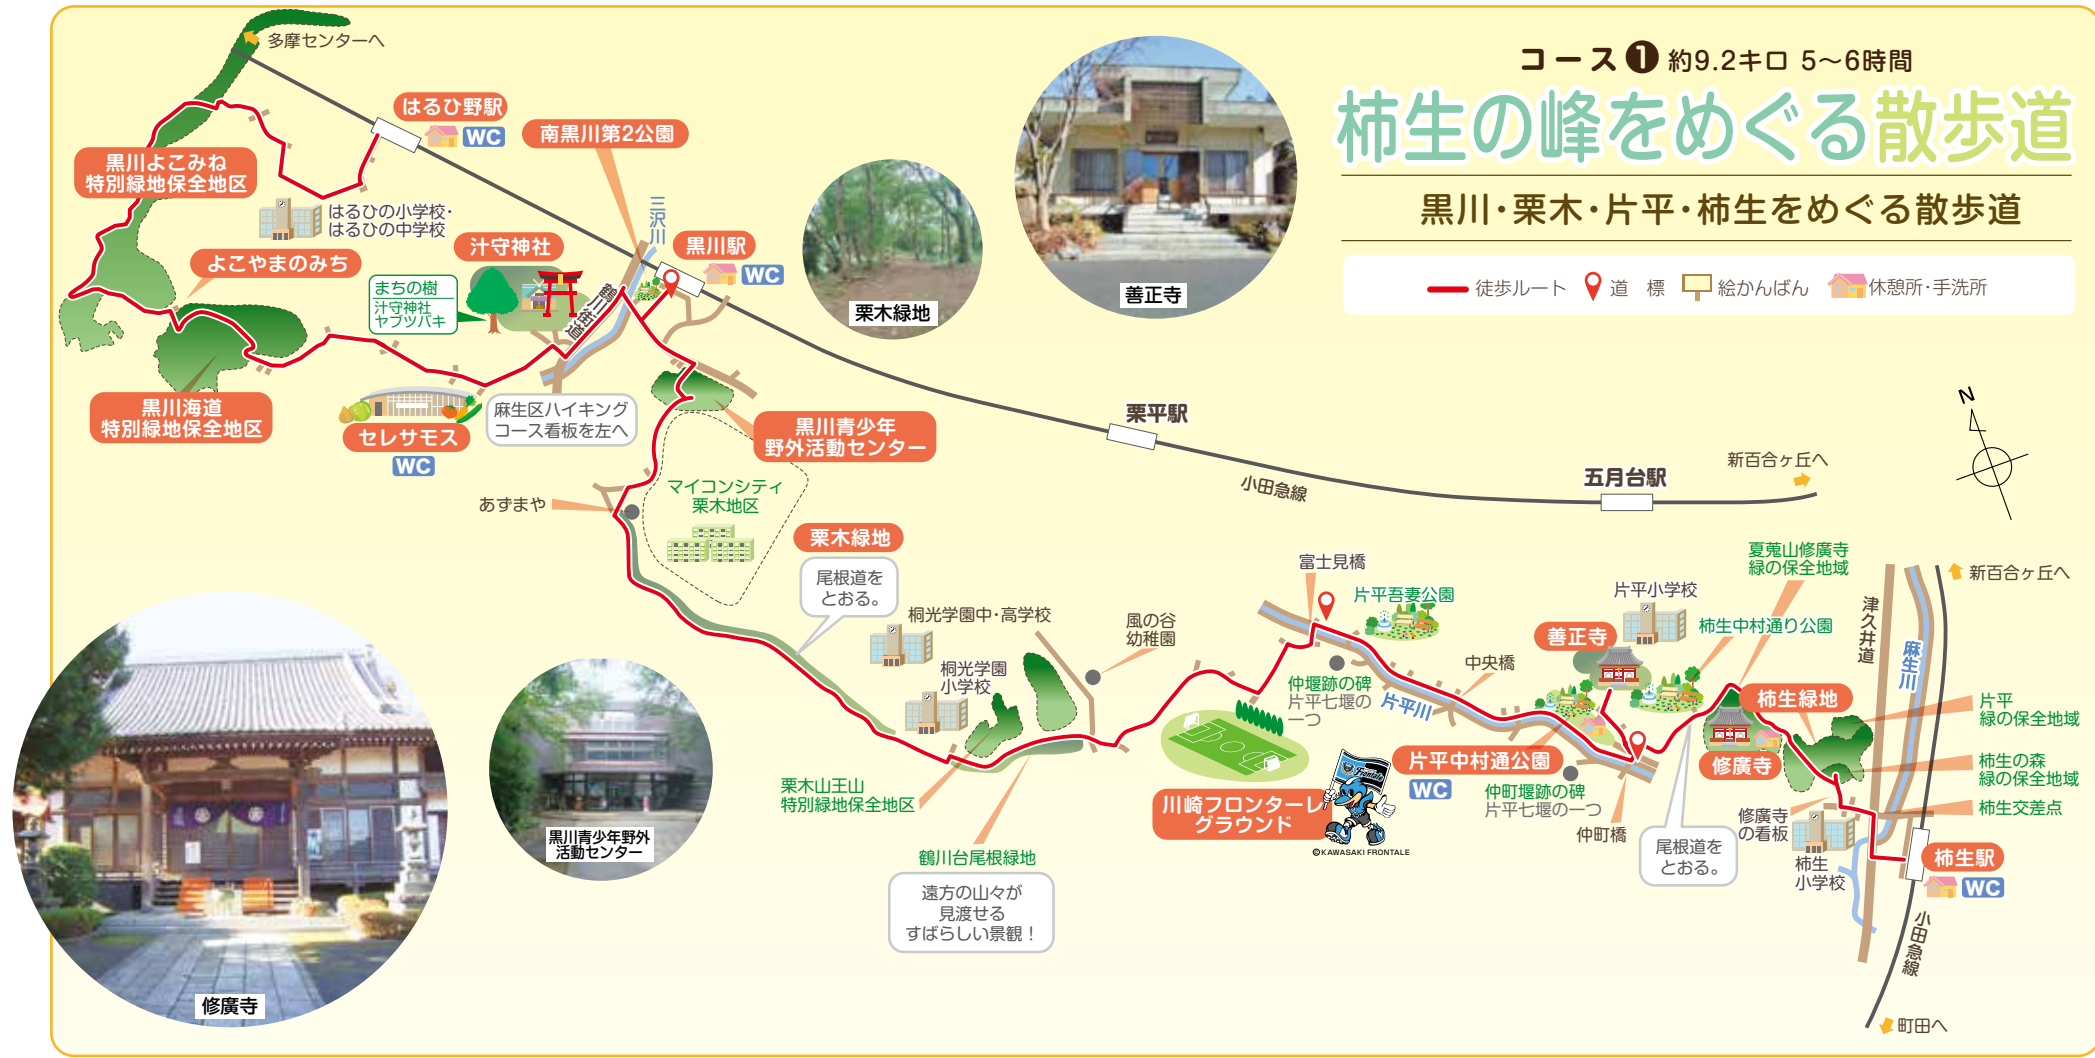 コース❶ 約9.2キロ 5〜6時間
柿生の峰をめぐる散歩道
黒川・栗木・片平・柿生をめぐる散歩道
徒歩ルート 道 標 絵かんばん 休憩所・手洗所
多摩センターへ
はるひ野駅
WC
黒川よこみね
特別緑地保全地区
はるひの小学校・
はるひの中学校
南黒川第2公園
三沢川
黒川駅
WC
汁守神社
よこやまのみち
まちの樹
汁守神社
ヤブツバキ
鶴川街道
黒川海道
特別緑地保全地区
セレサモス
WC
麻生区ハイキング
コース看板を左へ
黒川青少年
野外活動センター
栗木緑地
善正寺
栗平駅
小田急線
五月台駅
新百合ヶ丘へ
N
マイコンシティ
栗木地区
あずまや
栗木緑地
尾根道を
とおる。
桐光学園中・高学校
桐光学園
小学校
風の谷
幼稚園
栗木山王山
特別緑地保全地区
鶴川台尾根緑地
遠方の山々が
見渡せる
すばらしい景観！
川崎フロンターレ
グラウンド
Frontale
©KAWASAKI FRONTALE
富士見橋
片平吾妻公園
仲堰跡の碑
片平七堰の
一つ
片平川
中央橋
片平中村通公園
WC
仲町堰跡の碑
片平七堰の一つ
仲町橋
善正寺
片平小学校
夏蒐山修廣寺
緑の保全地域
柿生中村通り公園
修廣寺
柿生緑地
尾根道を
とおる。
津久井道
麻生川
新百合ヶ丘へ
片平
緑の保全地域
柿生の森
緑の保全地域
柿生交差点
修廣寺
の看板
柿生
小学校
柿生駅
WC
小田急線
町田へ
修廣寺
黒川青少年野外
活動センター